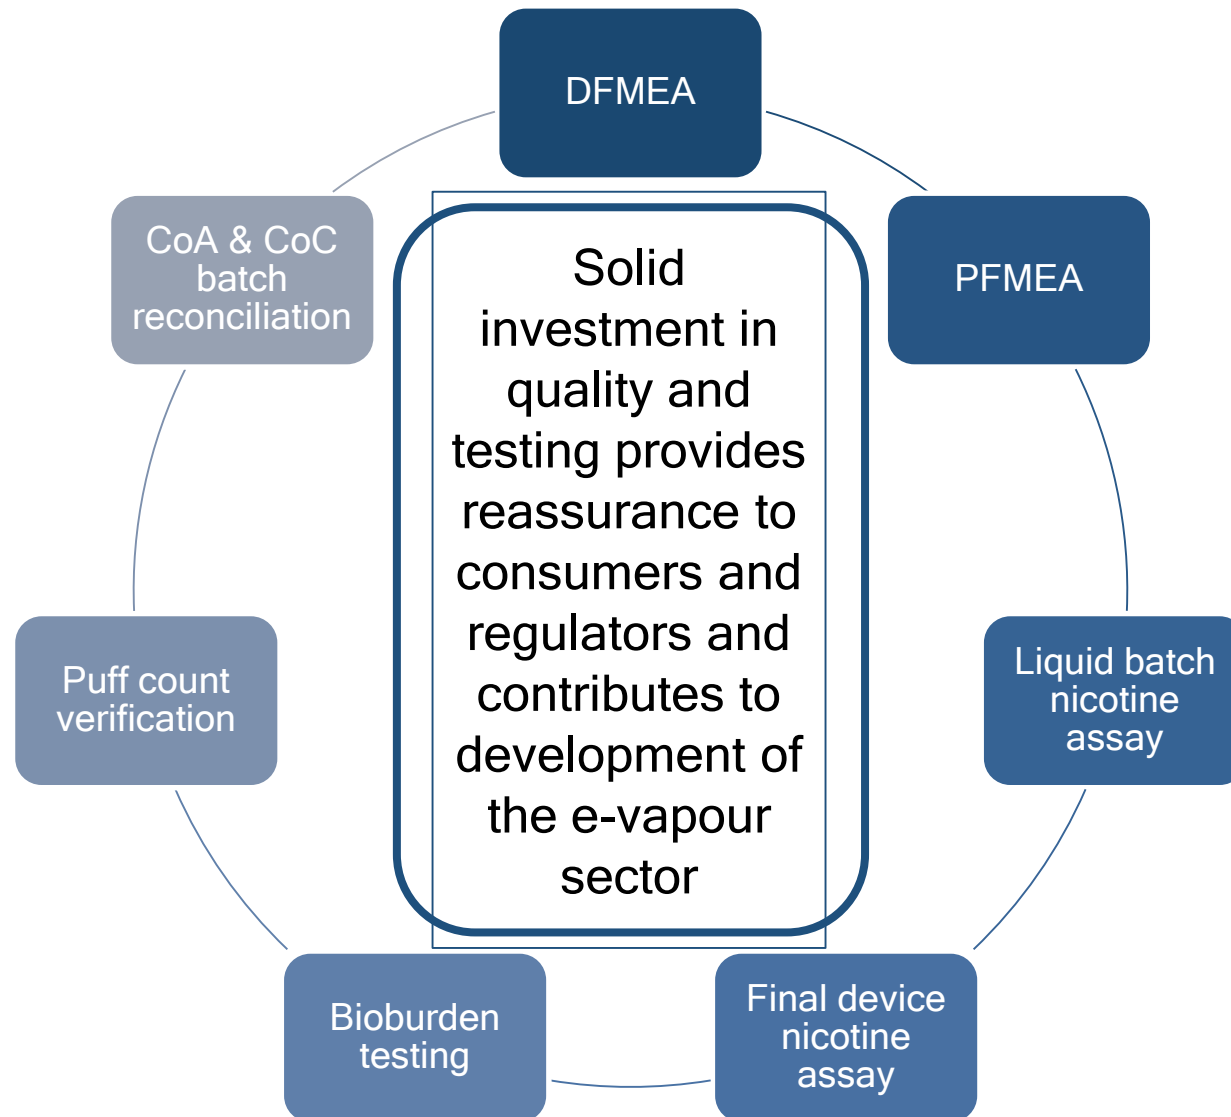 DFMEA
PFMEA
Liquid batch
nicotine
assay
Final device
nicotine
assay
Bioburden
testing
Puff count
verification
CoA & CoC
batch
reconciliation
Solid
investment in
quality and
testing provides
reassurance to
consumers and
regulators and
contributes to
development of
the e-vapour
sector